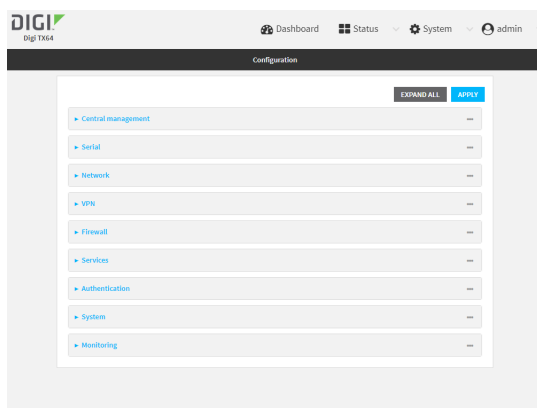 DIGI
Digi TX64
Dashboard Status System admin
Configuration
EXPAND ALL APPLY
Central management
Serial
Network
VPN
Firewall
Services
Authentication
System
Monitoring